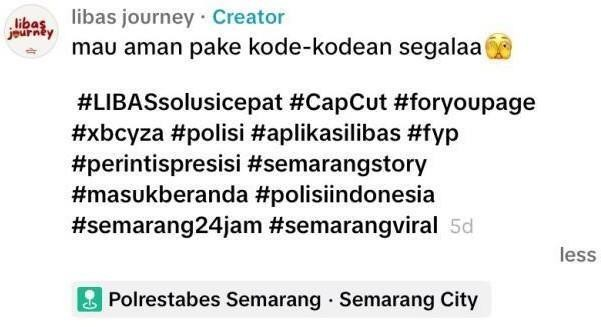 libas journey
libas journey · Creator
mau aman pake kode-kodean segalaa🫣
#LIBASsolusicepat #CapCut #foryoupage
#xbcyza #polisi #aplikasilibas #fyp
#perintispresisi #semarangstory
#masukberanda #polisiindonesia
#semarang24jam #semarangviral 5d
less
Polrestabes Semarang · Semarang City